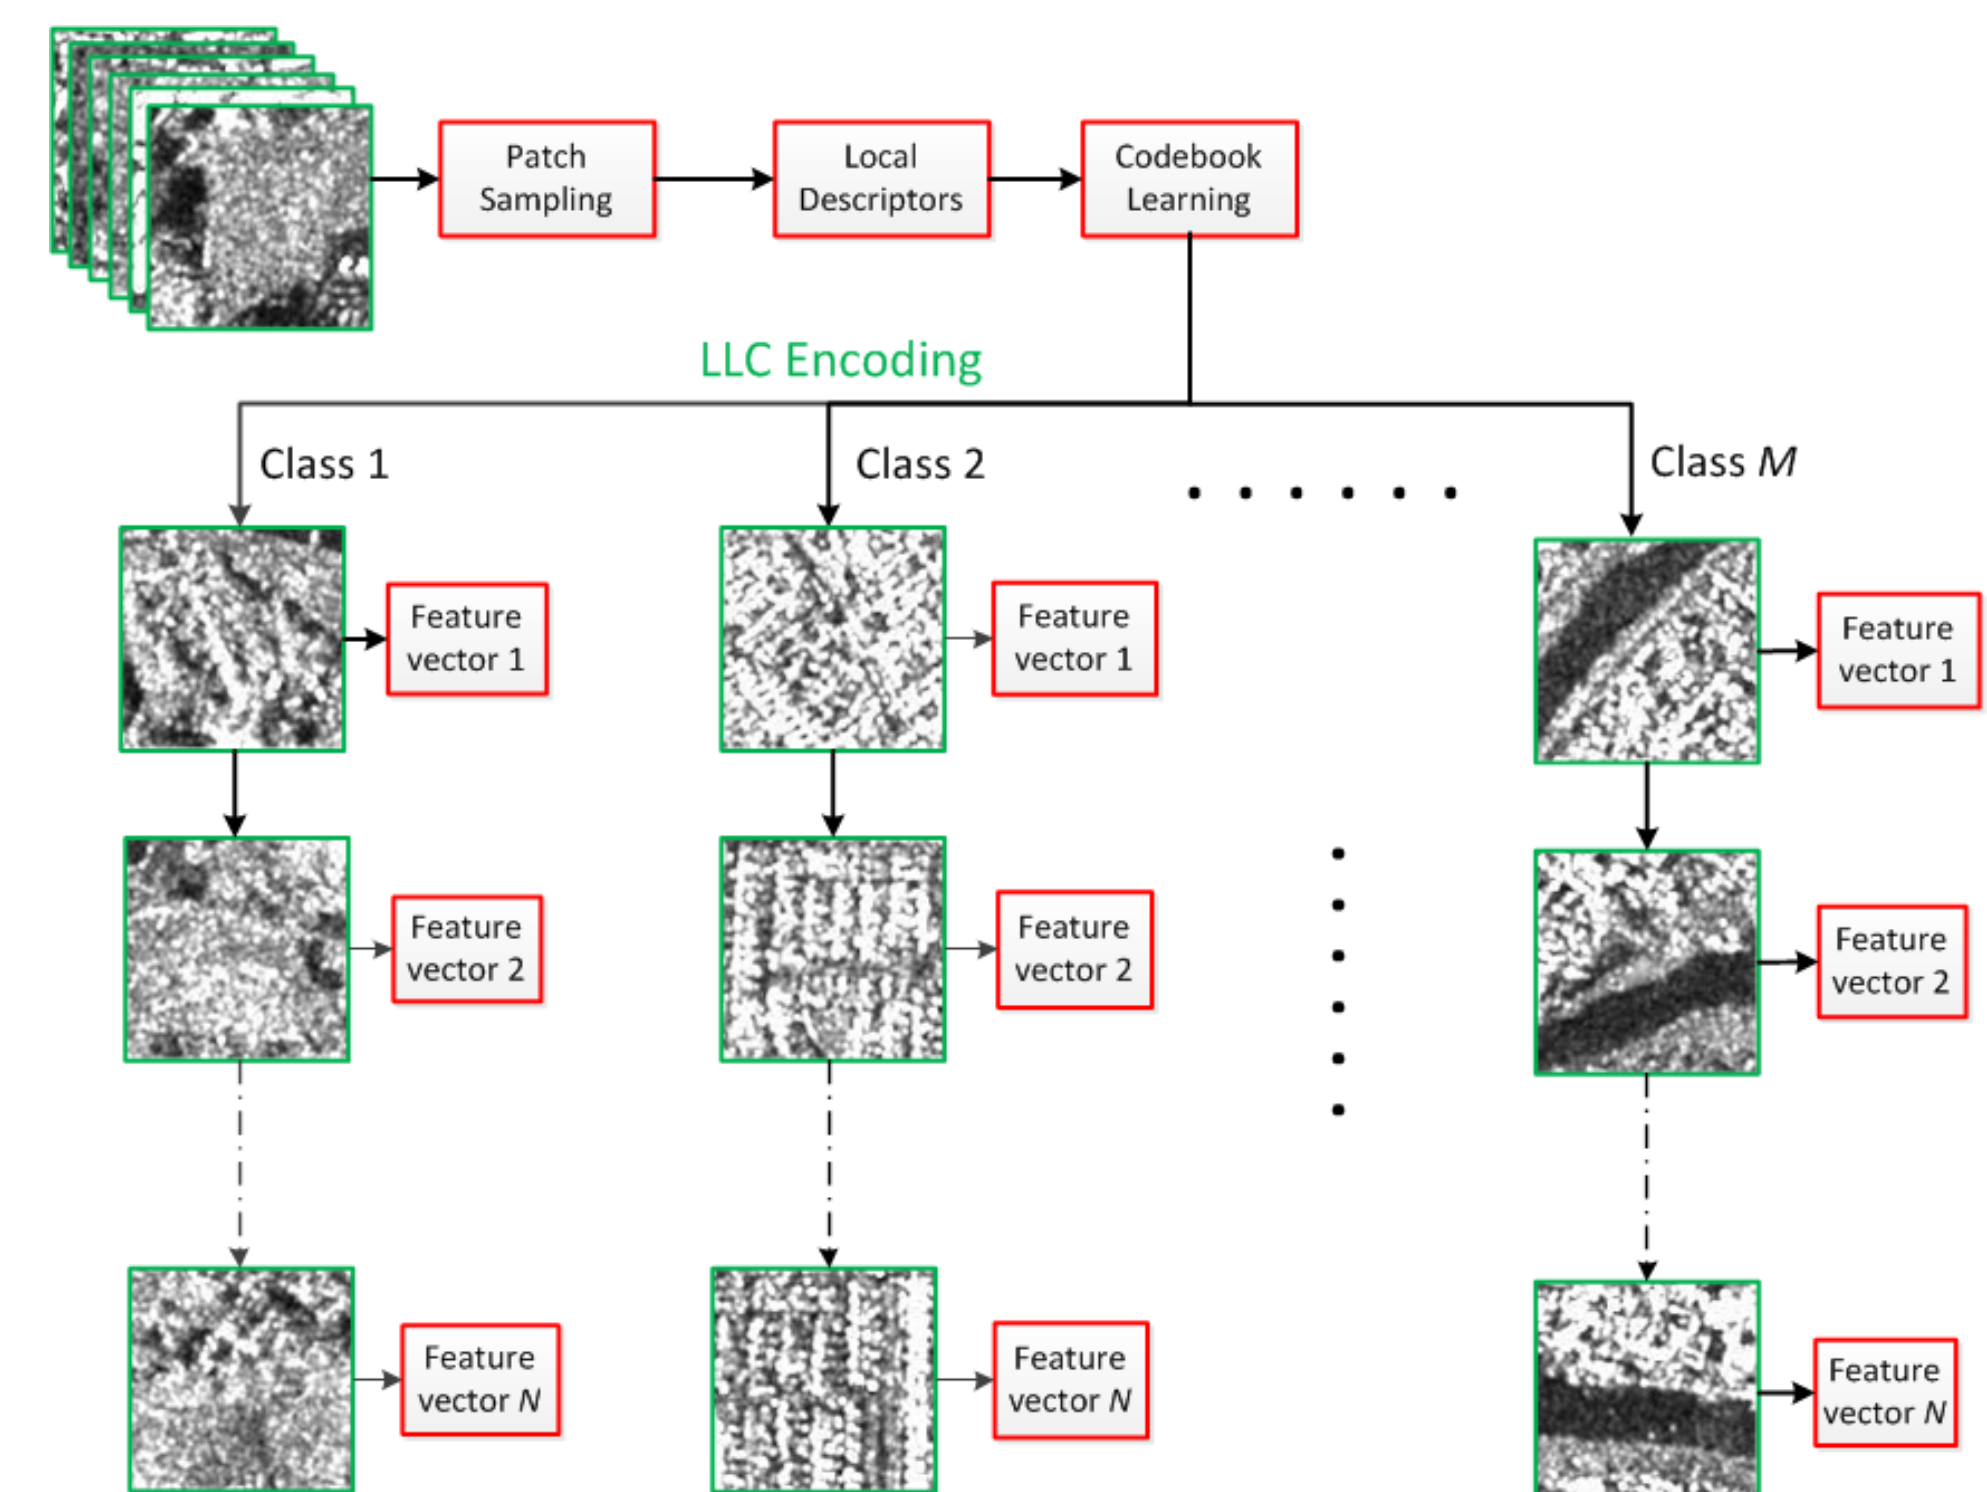 Patch
Sampling
Local
Descriptors
Codebook
Learning
LLC Encoding
Class 1
Class 2
Class M
Feature
vector 1
Feature
vector 1
Feature
vector 1
Feature
vector 2
Feature
vector 2
Feature
vector 2
Feature
vector N
Feature
vector N
Feature
vector N